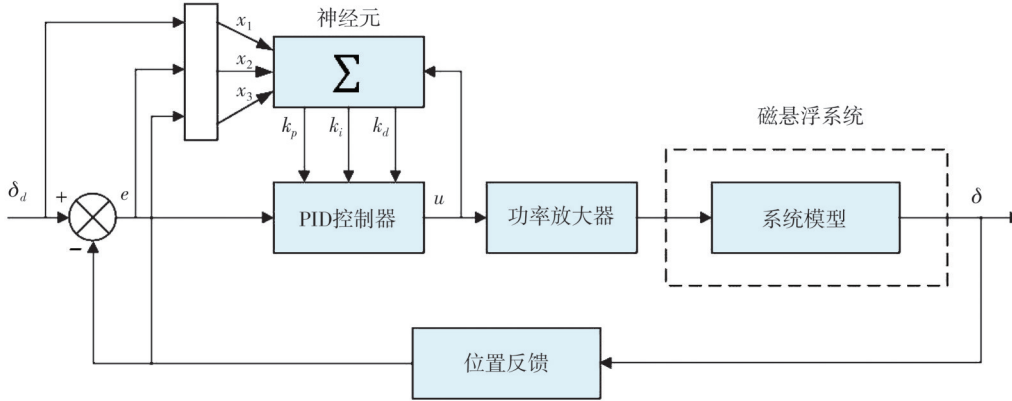 神经元
x1
x2
x3
Σ
kp
ki
kd
磁悬浮系统
δd
+
−
e
PID控制器
u
功率放大器
系统模型
δ
位置反馈